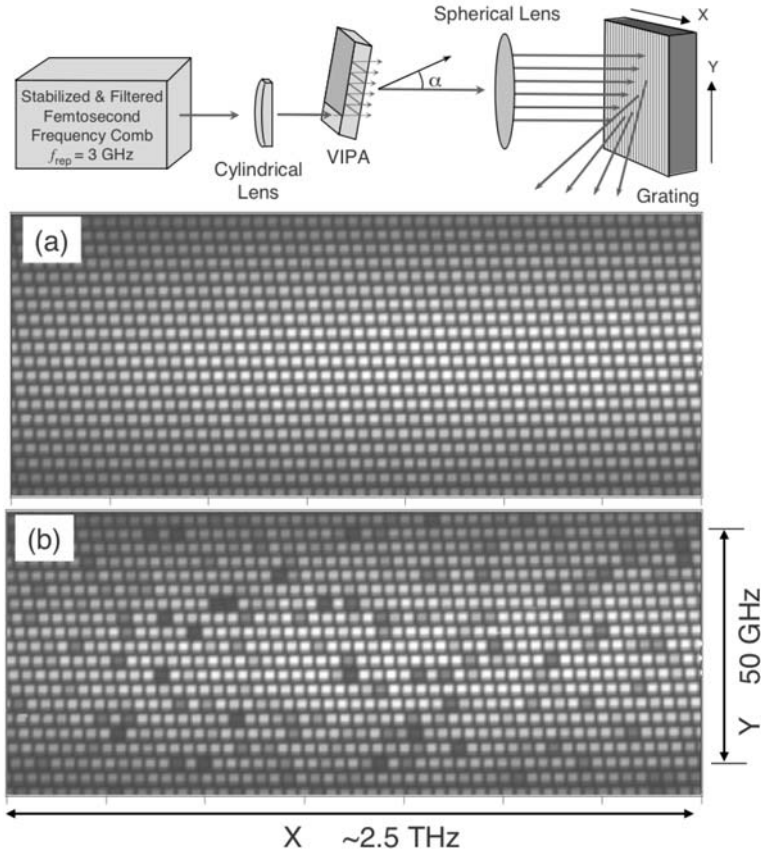 Spherical Lens
X
Y
Stabilized & Filtered
Femtosecond
Frequency Comb
f_rep = 3 GHz
α
VIPA
Cylindrical
Lens
Grating
(a)
(b)
Y 50 GHz
X ~2.5 THz